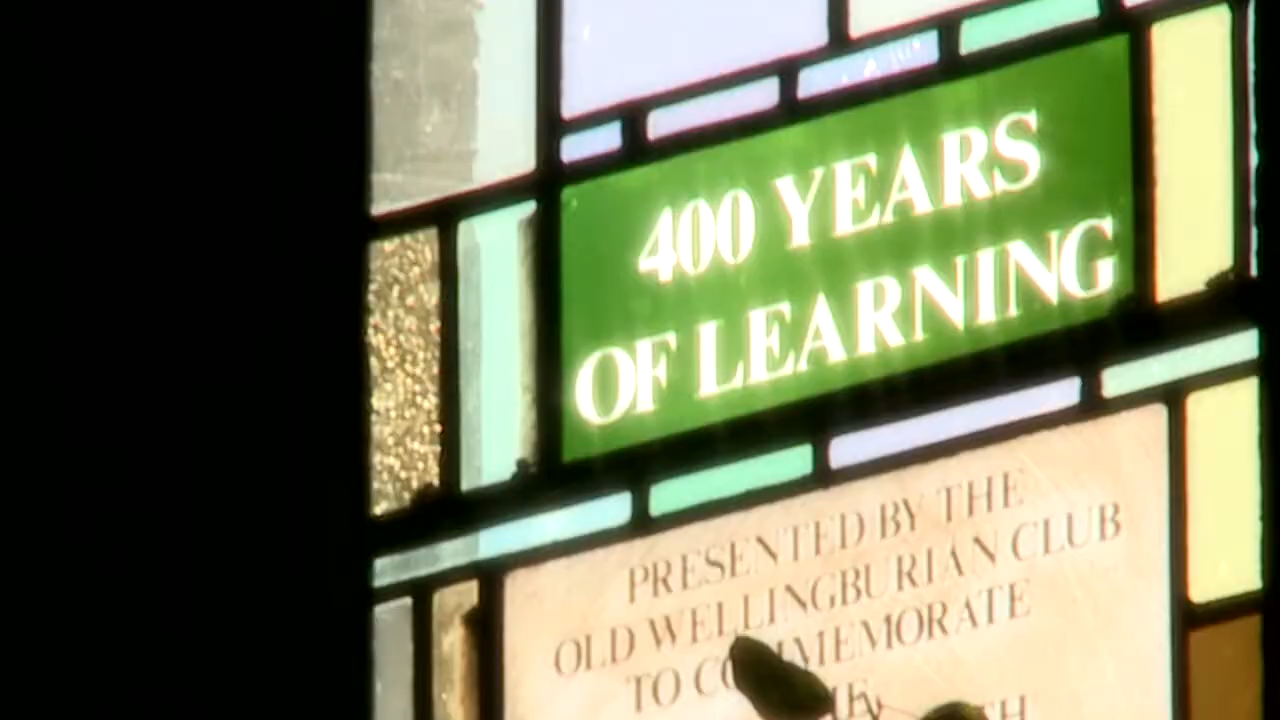 400 YEARS
OF LEARNING
PRESENTED BY THE
OLD WELLINGBURIAN CLUB
TO COMMEMORATE